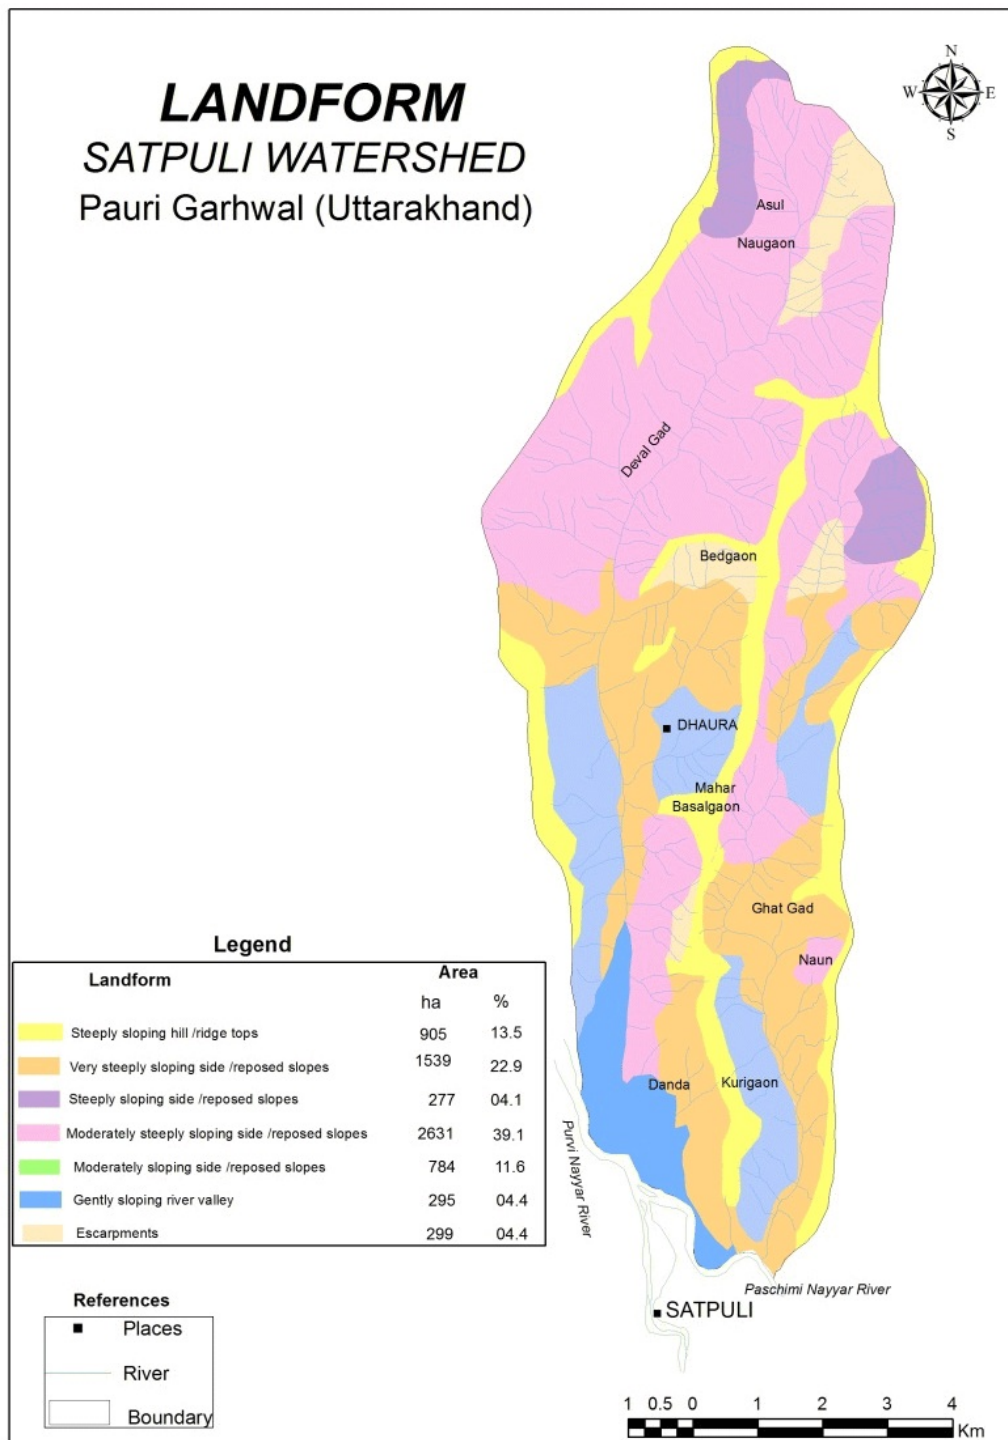 LANDFORM
SATPULI WATERSHED
Pauri Garhwal (Uttarakhand)
N
W E
S
Asul
Naugaon
Deval Gad
Bedgaon
DHAURA
Mahar
Basalgaon
Ghat Gad
Naun
Danda
Kurigaon
Purvi Nayyar River
Paschimi Nayyar River
SATPULI
Legend
Landform Area
ha %
Steeply sloping hill /ridge tops 905 13.5
Very steeply sloping side /reposed slopes 1539 22.9
Steeply sloping side /reposed slopes 277 04.1
Moderately steeply sloping side /reposed slopes 2631 39.1
Moderately sloping side /reposed slopes 784 11.6
Gently sloping river valley 295 04.4
Escarpments 299 04.4
References
Places
River
Boundary
1 0.5 0 1 2 3 4
Km